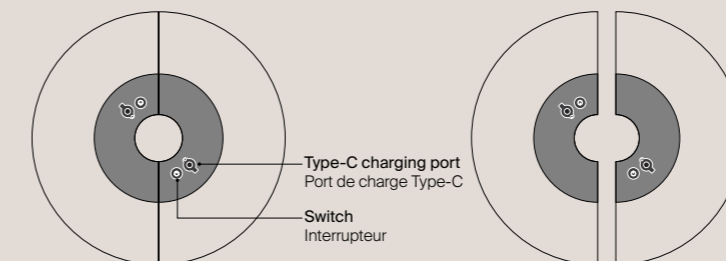 Type-C charging port
Port de charge Type-C
Switch
Interrupteur